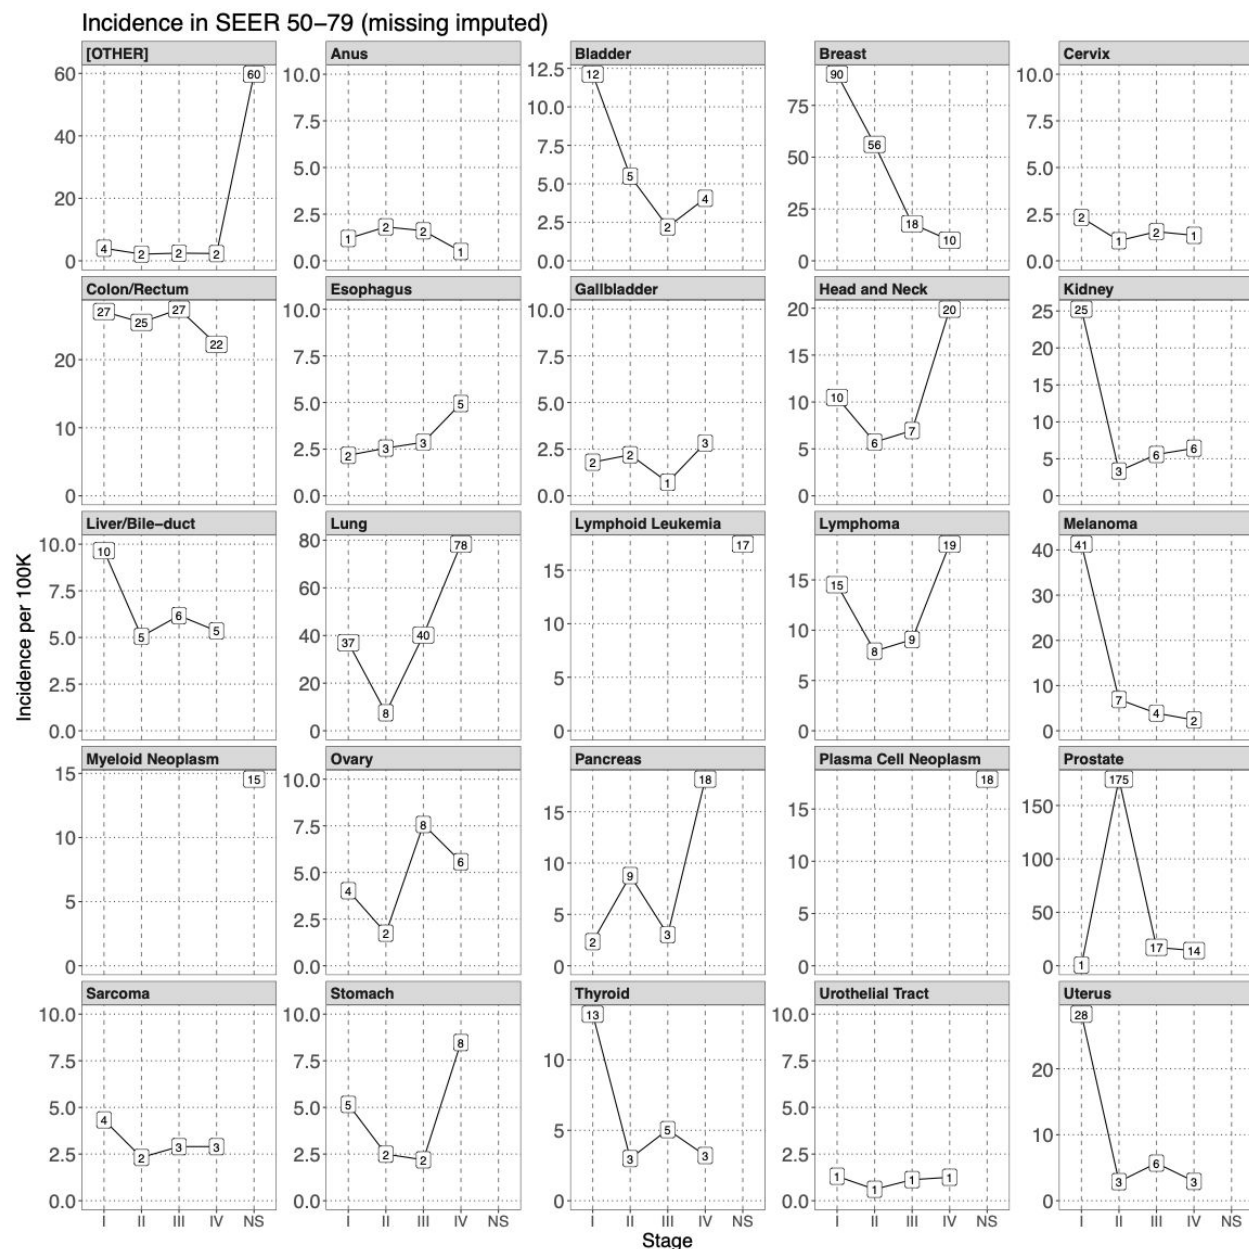 Incidence in SEER 50−79 (missing imputed)
[OTHER] Anus Bladder Breast Cervix
60 40 20 0
4 2 2 2 60
10.0 7.5 5.0 2.5 0.0
1 2 2 1
12.5 10.0 7.5 5.0 2.5 0.0
12 5 2 4
75 50 25 0
90 56 18 10
10.0 7.5 5.0 2.5 0.0
2 1 2 1
Colon/Rectum Esophagus Gallbladder Head and Neck Kidney
20 10 0
27 25 27 22
10.0 7.5 5.0 2.5 0.0
2 3 3 5
10.0 7.5 5.0 2.5 0.0
2 2 1 3
20 15 10 5 0
10 6 7 20
25 20 15 10 5 0
25 3 6 6
Incidence per 100K
Liver/Bile−duct Lung Lymphoid Leukemia Lymphoma Melanoma
10.0 7.5 5.0 2.5 0.0
10 5 6 5
80 60 40 20 0
37 8 40 78
15 10 5 0
17
15 10 5 0
15 8 9 19
40 30 20 10 0
41 7 4 2
Myeloid Neoplasm Ovary Pancreas Plasma Cell Neoplasm Prostate
15 10 5 0
15
10.0 7.5 5.0 2.5 0.0
4 2 8 6
15 10 5 0
2 9 3 18
15 10 5 0
18
150 100 50 0
1 175 17 14
Sarcoma Stomach Thyroid Urothelial Tract Uterus
10.0 7.5 5.0 2.5 0.0
4 2 3 3
10.0 7.5 5.0 2.5 0.0
5 2 2 8
10 5 0
13 3 5 3
10.0 7.5 5.0 2.5 0.0
1 1 1 1
20 10 0
28 3 6 3
I II III IV NS I II III IV NS I II III IV NS I II III IV NS I II III IV NS
Stage